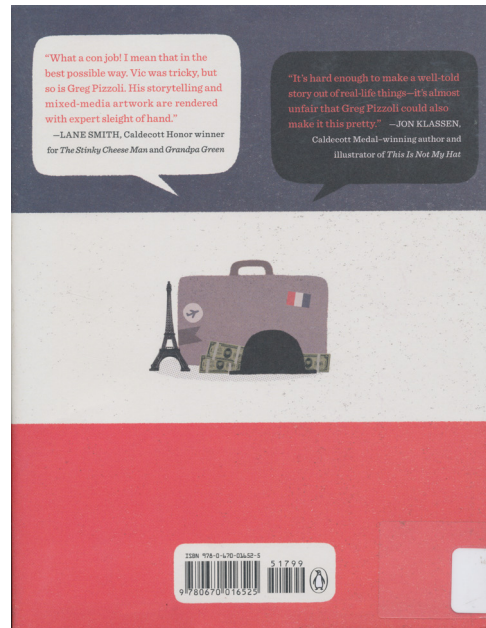 “What a con job! I mean that in the
best possible way. Vic was tricky, but
so is Greg Pizzoli. His storytelling and
mixed-media artwork are rendered
with expert sleight of hand.”
—LANE SMITH, Caldecott Honor winner
for The Stinky Cheese Man and Grandpa Green
“It’s hard enough to make a well-told
story out of real-life things—it’s almost
unfair that Greg Pizzoli could also
make it this pretty.” —JON KLASSEN,
Caldecott Medal–winning author and
illustrator of This Is Not My Hat
ISBN 978-0-670-01652-5
51799
9 780670 016525